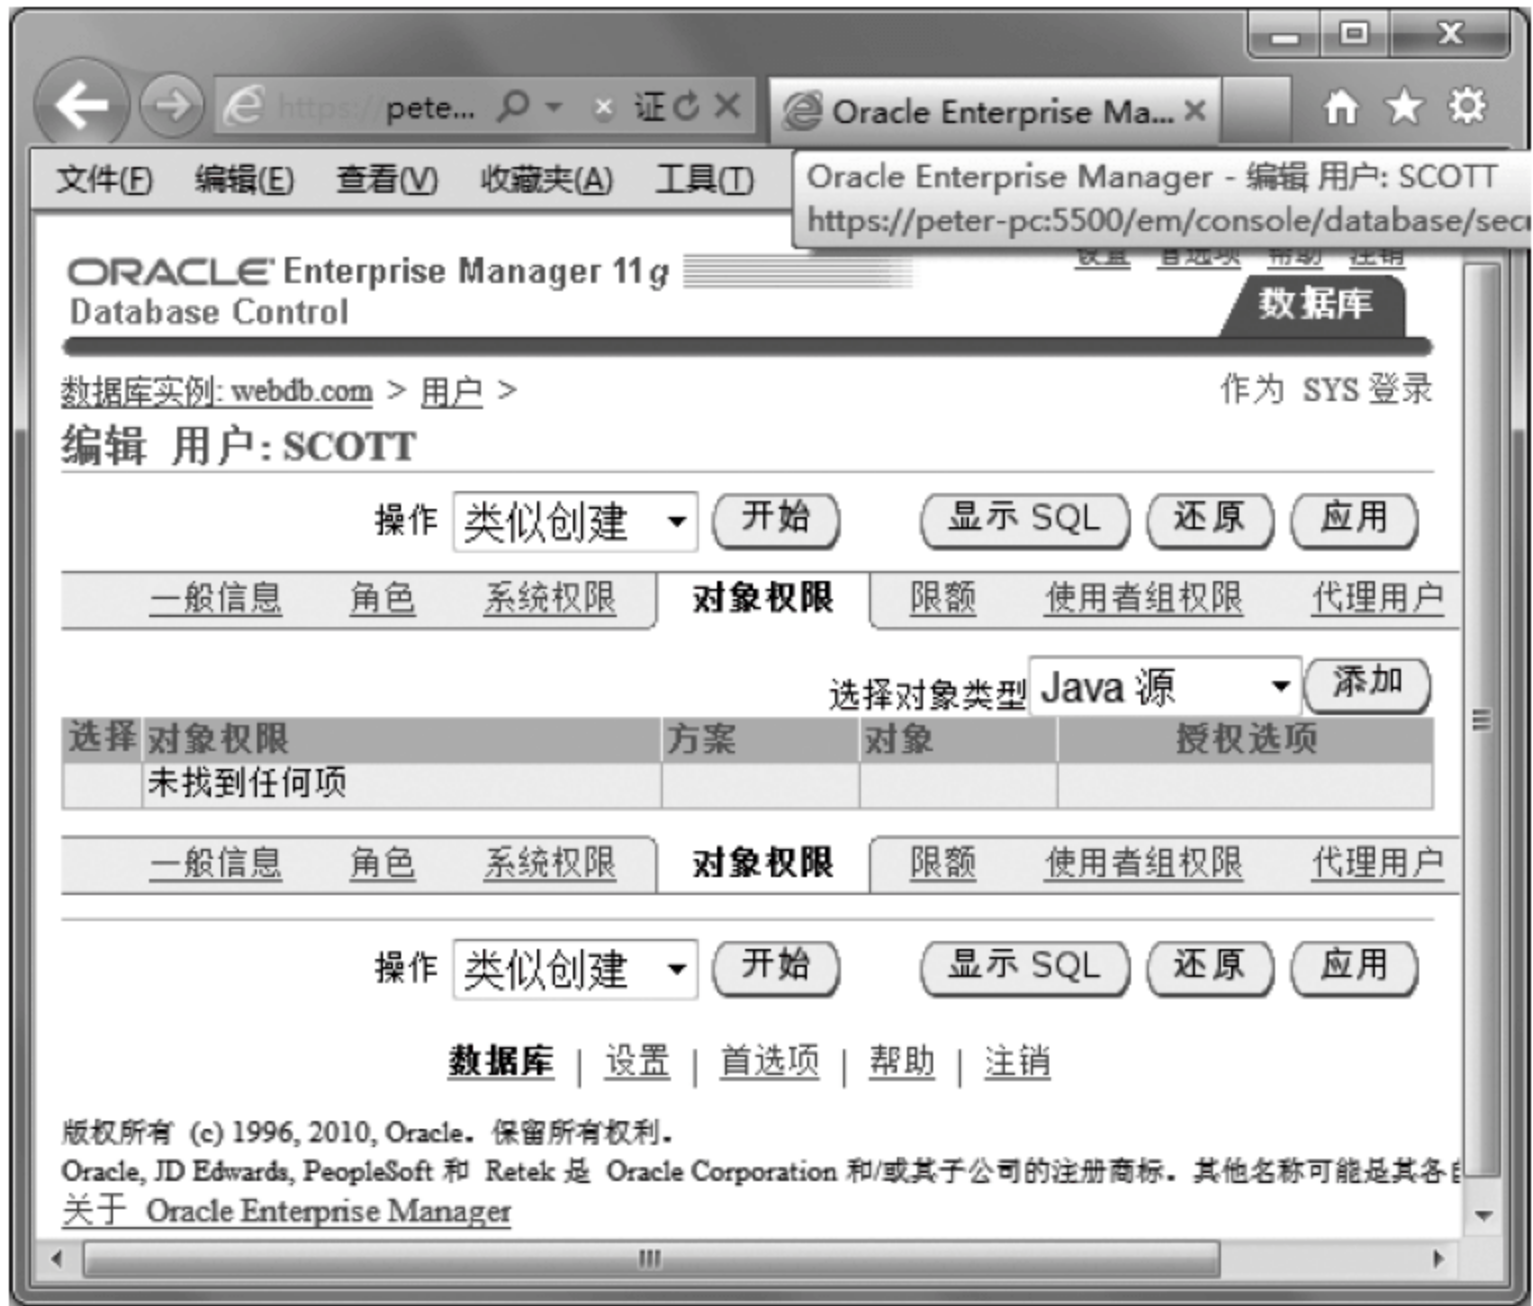 https://pete... 证
Oracle Enterprise Ma...
文件(F) 编辑(E) 查看(V) 收藏夹(A) 工具(T)
Oracle Enterprise Manager - 编辑 用户: SCOTT
https://peter-pc:5500/em/console/database/sec
设置 首选项 帮助 注销
ORACLE Enterprise Manager 11g
Database Control
数据库
数据库实例: webdb.com > 用户 >
作为 SYS 登录
编辑 用户: SCOTT
操作 类似创建 开始 显示 SQL 还原 应用
一般信息 角色 系统权限 对象权限 限额 使用者组权限 代理用户
选择对象类型 Java 源 添加
选择 对象权限 方案 对象 授权选项
未找到任何项
一般信息 角色 系统权限 对象权限 限额 使用者组权限 代理用户
操作 类似创建 开始 显示 SQL 还原 应用
数据库 | 设置 | 首选项 | 帮助 | 注销
版权所有 (c) 1996, 2010, Oracle。保留所有权利。
Oracle, JD Edwards, PeopleSoft 和 Retek 是 Oracle Corporation 和/或其子公司的注册商标。其他名称可能是其各
关于 Oracle Enterprise Manager